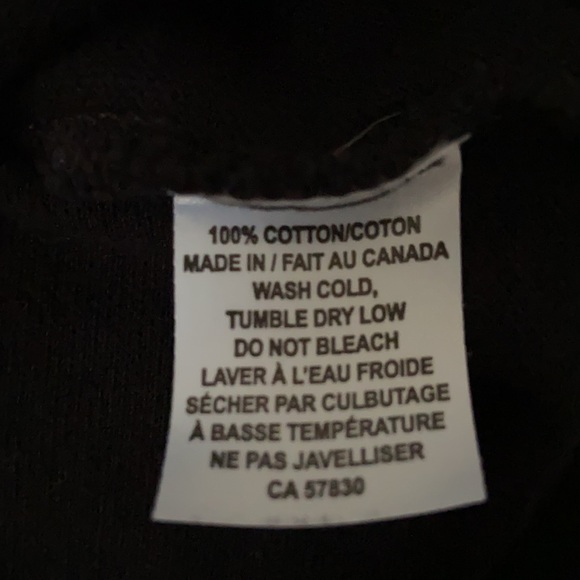 100% COTTON/COTON
MADE IN / FAIT AU CANADA
WASH COLD,
TUMBLE DRY LOW
DO NOT BLEACH
LAVER À L'EAU FROIDE
SÉCHER PAR CULBUTAGE
À BASSE TEMPÉRATURE
NE PAS JAVELLISER
CA 57830